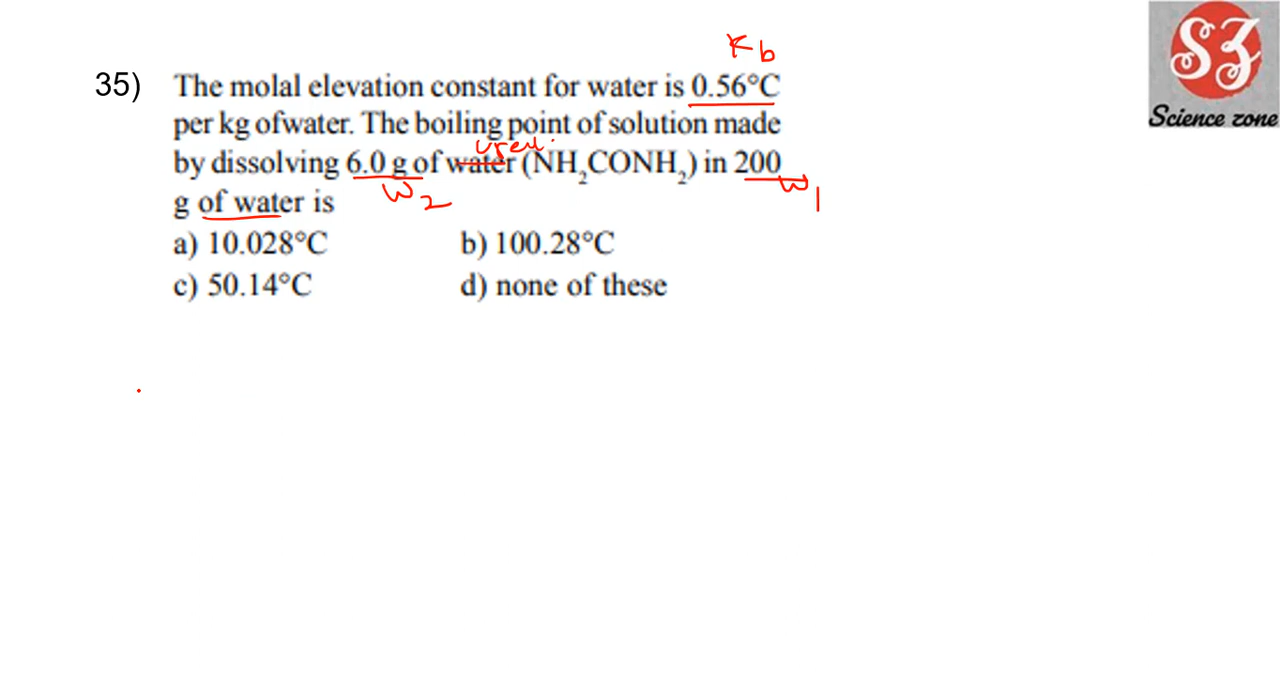 SZ
Science zone
Kb
35) The molal elevation constant for water is 0.56°C
per kg ofwater. The boiling point of solution made
urea
by dissolving 6.0 g of water (NH₂CONH₂) in 200
W2
W1
g of water is
a) 10.028°C b) 100.28°C
c) 50.14°C d) none of these